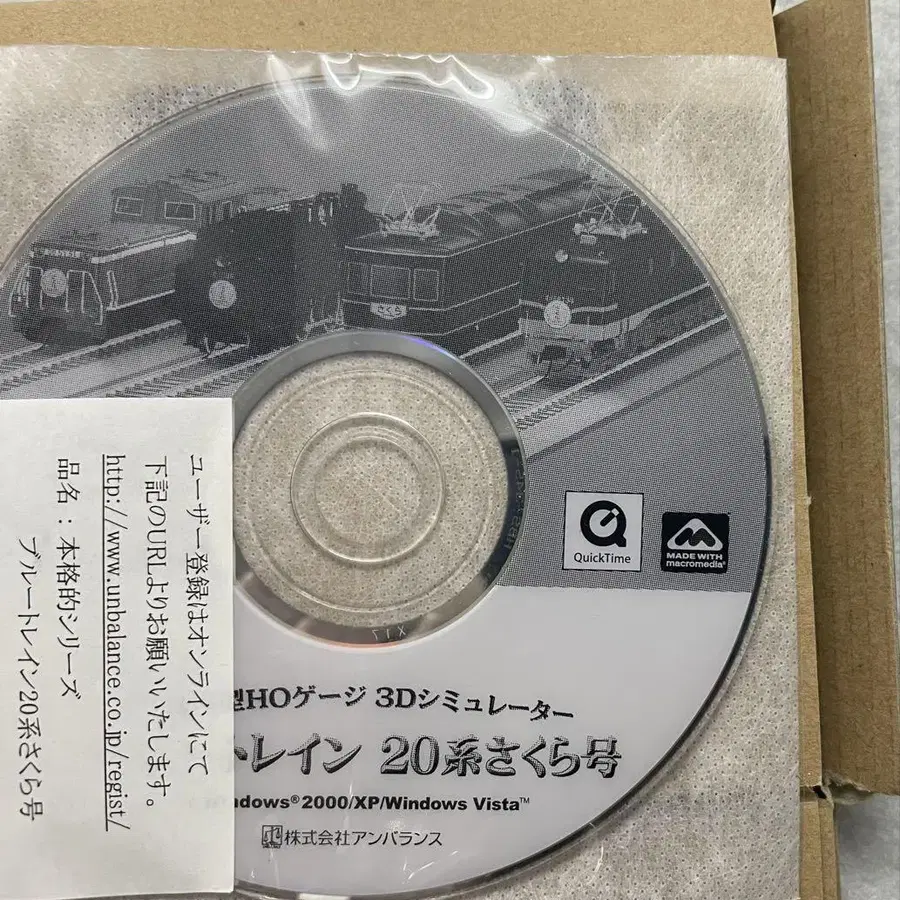 ユーザー登録はオンラインにて
下記のURLよりお願いいたします。
http://www.unbalance.co.jp/regist/
品名：本格的シリーズ
ブルートレイン20系さくら号
さくら
QuickTime
MADE WITH
macromedia®
型HOゲージ 3Dシミュレーター
トレイン 20系さくら号
ndows®2000/XP/Windows Vista™
株式会社アンバランス